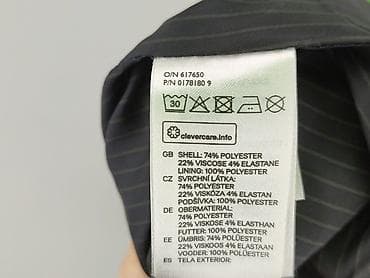 O/N 617650
P/N 0178180 9
30
clevercare.info
GB SHELL: 74% POLYESTER
22% VISCOSE 4% ELASTANE
LINING: 100% POLYESTER
CZ SVRCHNÍ LÁTKA:
74% POLYESTER
22% VISKÓZA 4% ELASTAN
PODŠÍVKA: 100% POLYESTER
DE OBERMATERIAL:
74% POLYESTER
22% VISKOSE 4% ELASTHAN
FUTTER: 100% POLYESTER
EE ÜMBRIS: 74% POLÜESTER
22% VISKOOS 4% ELASTAAN
VOODER: 100% POLÜESTER
ES TELA EXTERIOR: